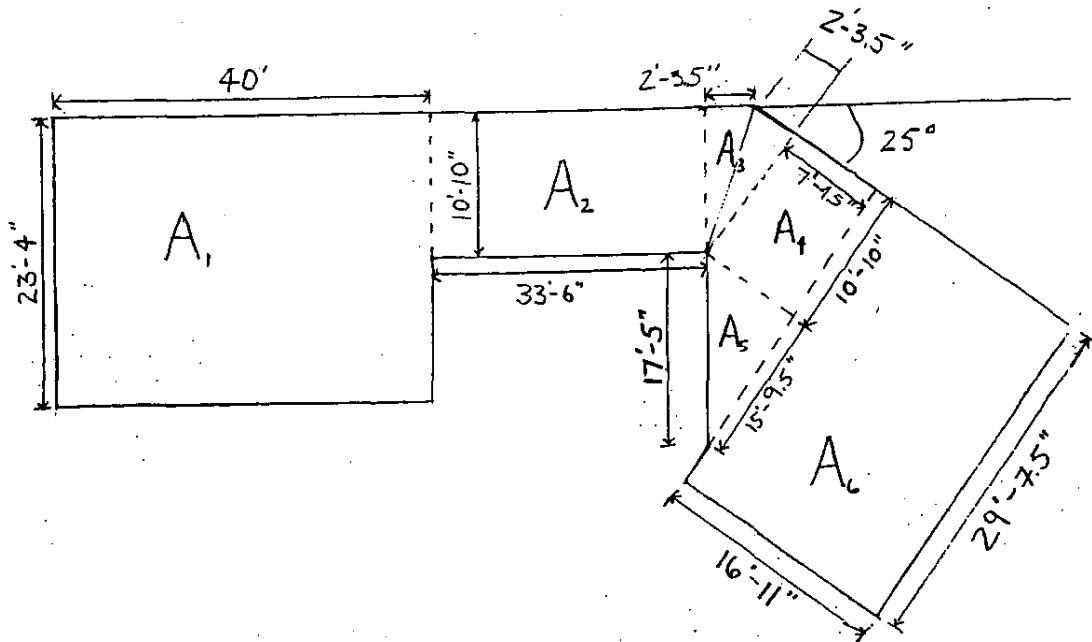 2'-3.5"
40'
2'-3.5"
25°
A₁
23'-4"
10'-10"
A₂
A₃
7'-4.5"
A₄
10'-10"
33'-6"
17'-5"
A₅
15'-9.5"
A₆
29'-7.5"
16'-11"